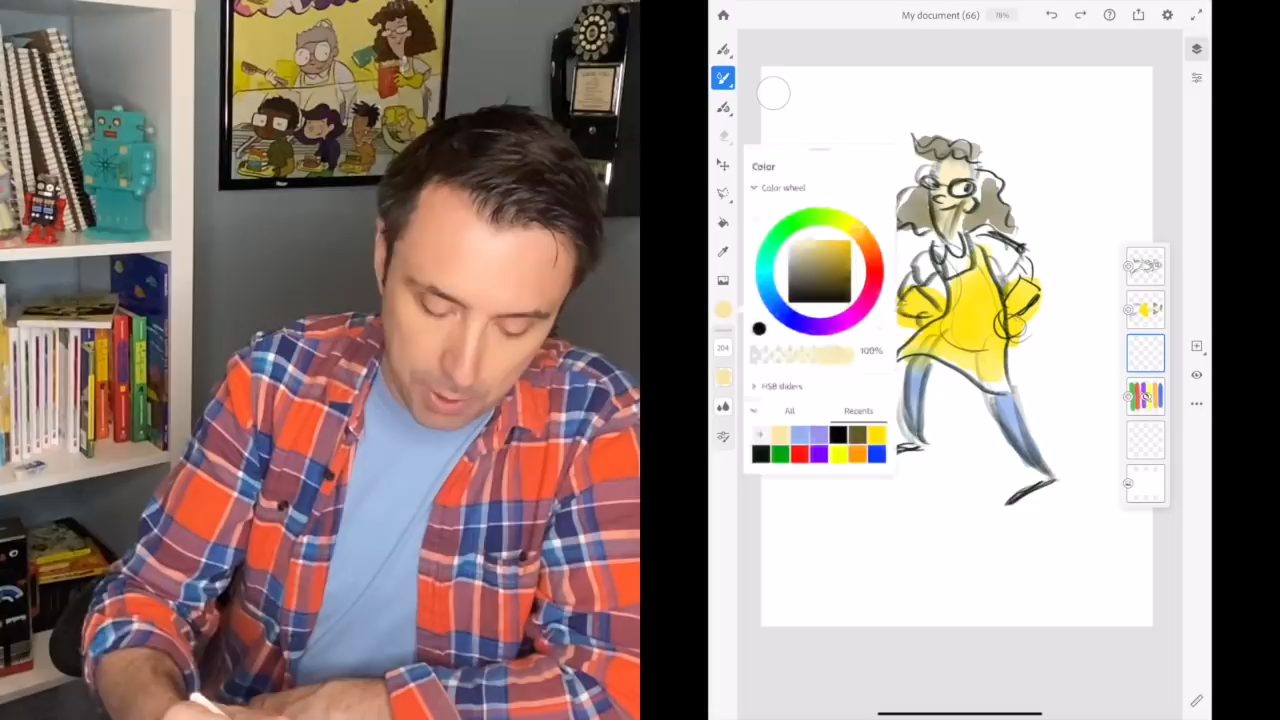 My document (66)
78%
Color
Color wheel
100%
HSB sliders
All
Recents
204